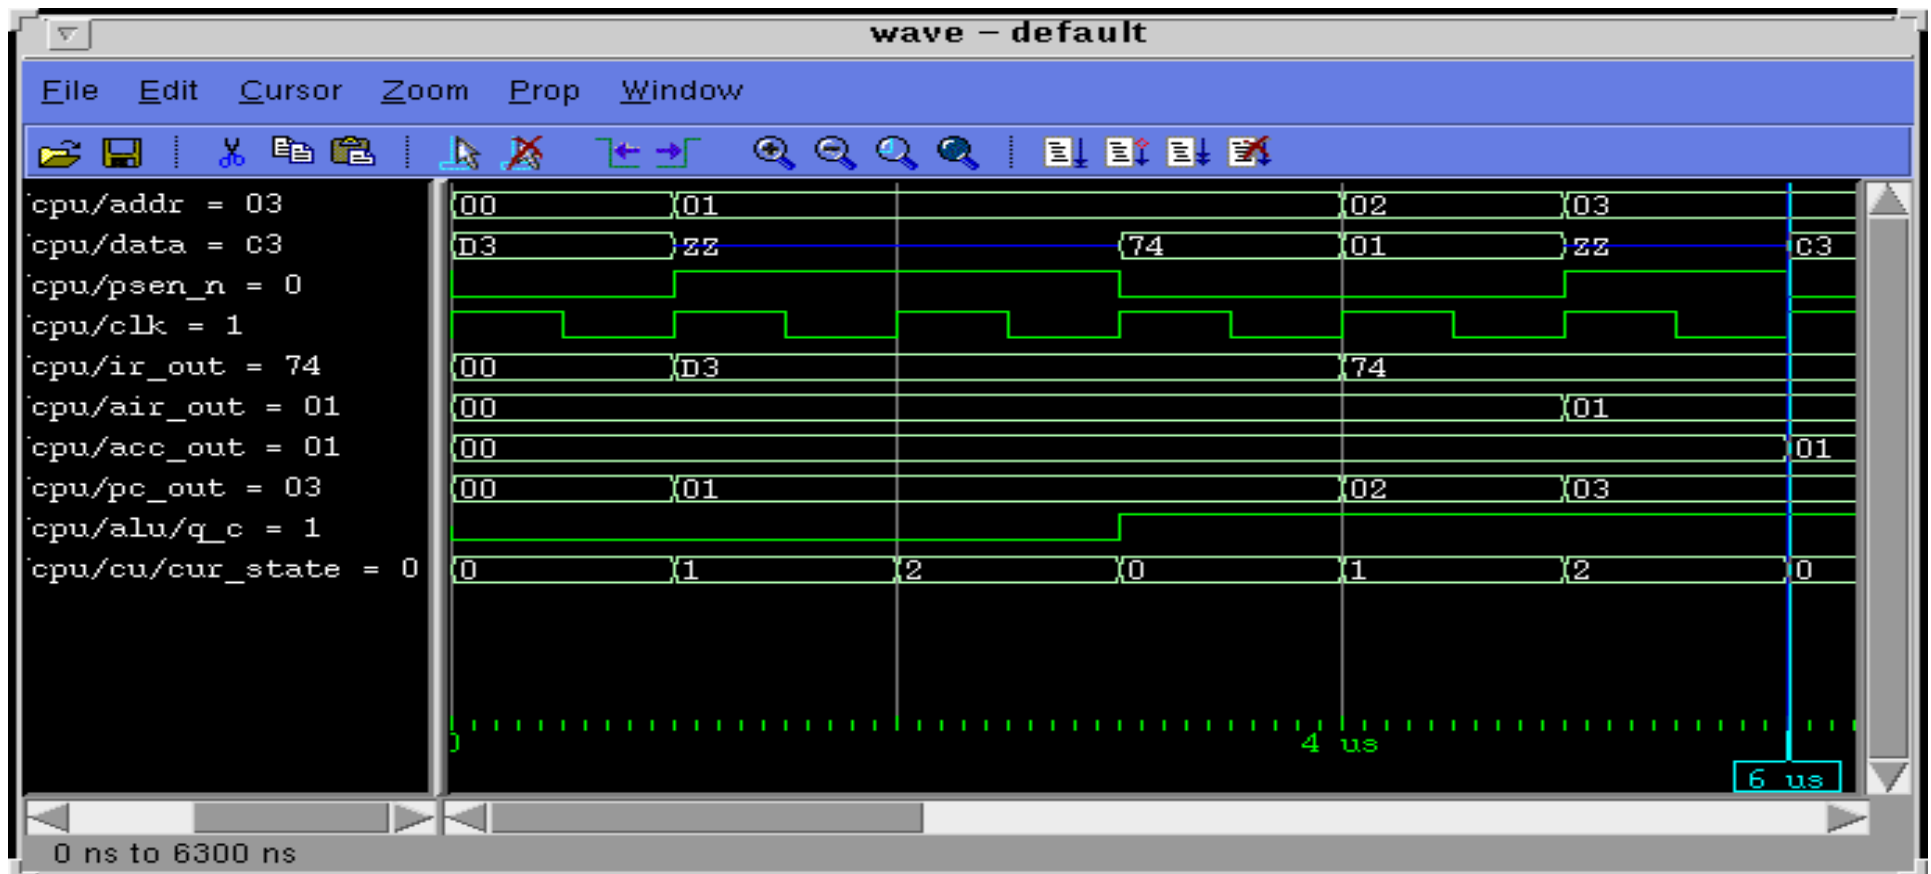 wave – default
File Edit Cursor Zoom Prop Window
cpu/addr = 03 00 01 02 03
cpu/data = C3 D3 ZZ 74 01 ZZ C3
cpu/psen_n = 0
cpu/clk = 1
cpu/ir_out = 74 00 D3 74
cpu/air_out = 01 00 01
cpu/acc_out = 01 00 01
cpu/pc_out = 03 00 01 02 03
cpu/alu/q_c = 1
cpu/cu/cur_state = 0 0 1 2 0 1 2 0
0 4 us
6 us
0 ns to 6300 ns